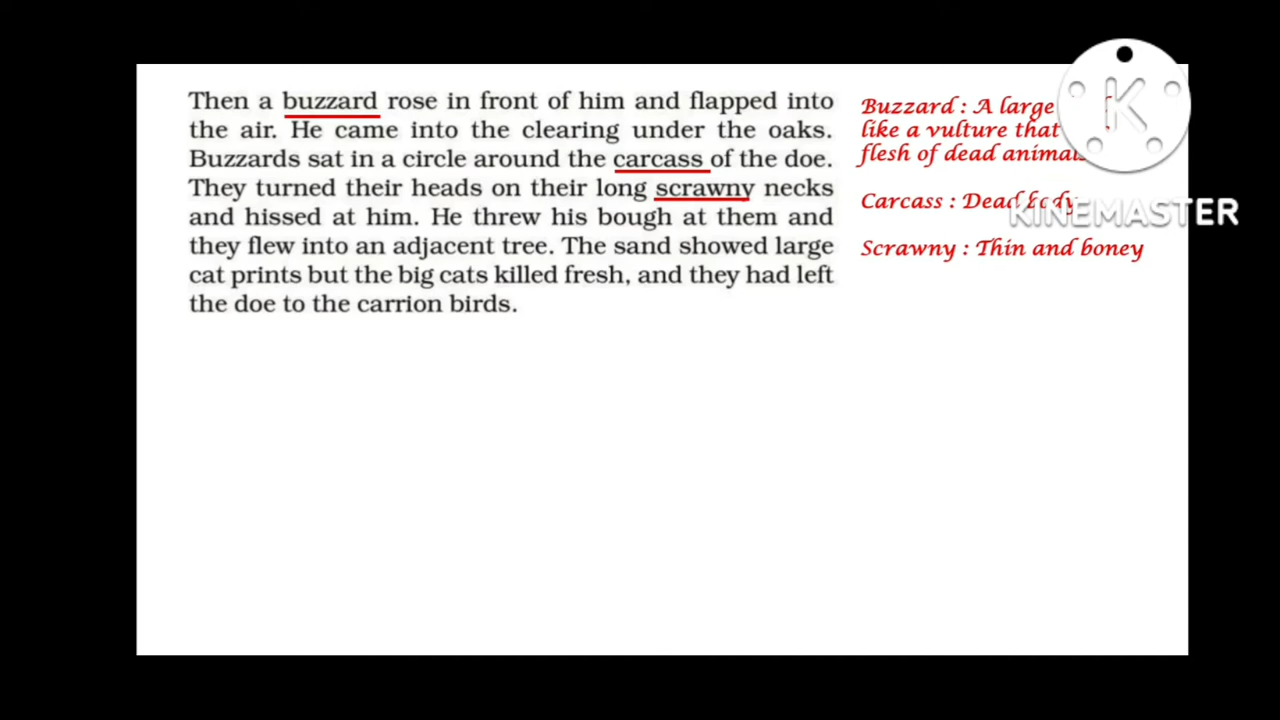 Then a buzzard rose in front of him and flapped into
the air. He came into the clearing under the oaks.
Buzzards sat in a circle around the carcass of the doe.
They turned their heads on their long scrawny necks
and hissed at him. He threw his bough at them and
they flew into an adjacent tree. The sand showed large
cat prints but the big cats killed fresh, and they had left
the doe to the carrion birds.
Buzzard : A large
like a vulture that
flesh of dead animals
Carcass : Dead body
Scrawny : Thin and boney
K
KINEMASTER